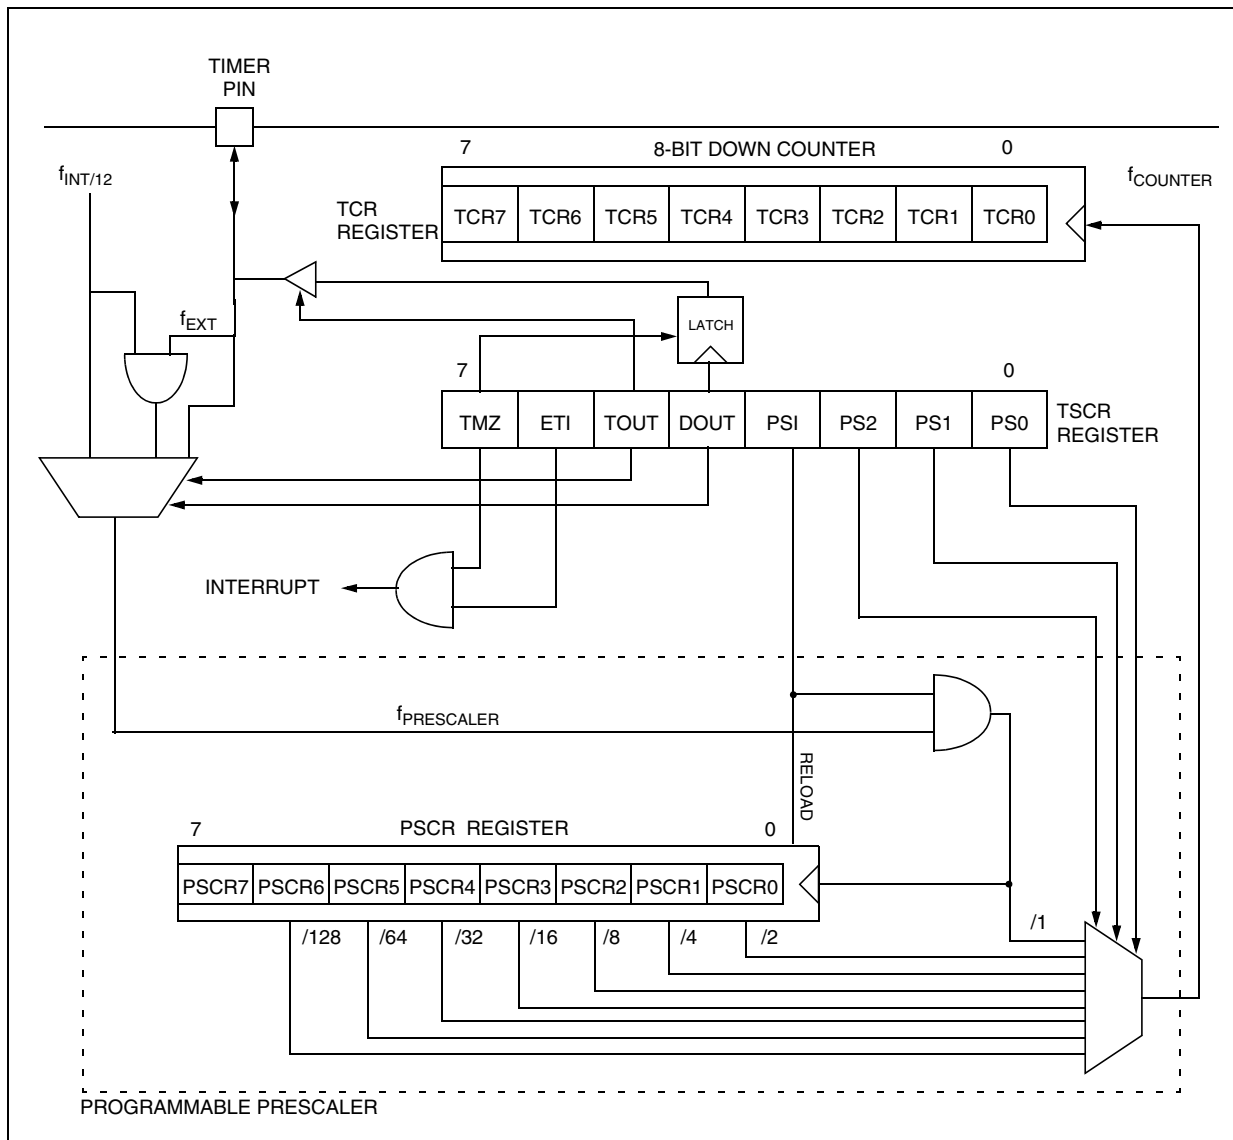 TIMER
PIN
7 8-BIT DOWN COUNTER 0
fINT/12
fCOUNTER
TCR
REGISTER
TCR7 TCR6 TCR5 TCR4 TCR3 TCR2 TCR1 TCR0
fEXT
LATCH
7 0
TMZ ETI TOUT DOUT PSI PS2 PS1 PS0
TSCR
REGISTER
INTERRUPT
fPRESCALER
RELOAD
7 PSCR REGISTER 0
PSCR7 PSCR6 PSCR5 PSCR4 PSCR3 PSCR2 PSCR1 PSCR0
/128 /64 /32 /16 /8 /4 /2 /1
PROGRAMMABLE PRESCALER